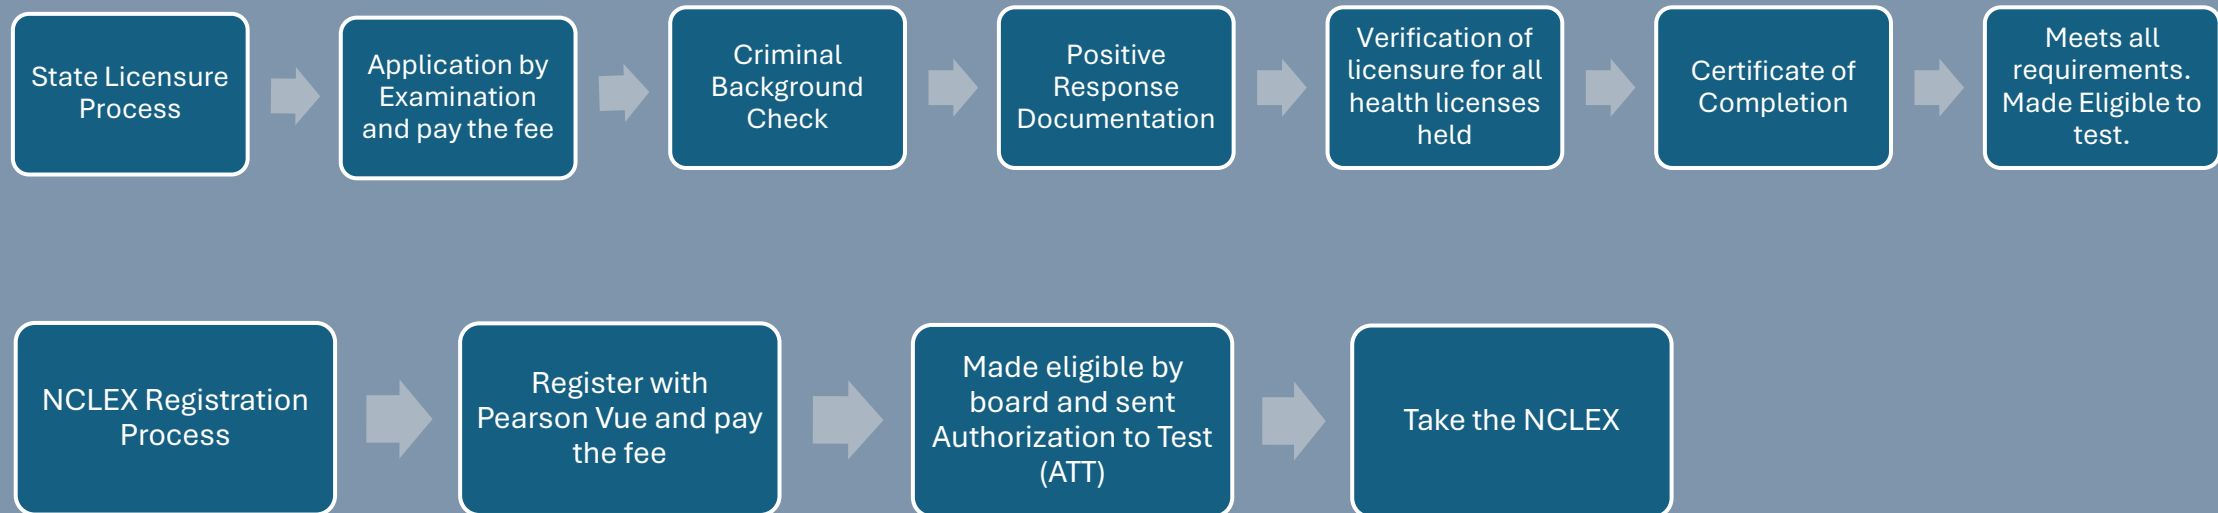 State Licensure
Process
Application by
Examination
and pay the fee
Criminal
Background
Check
Positive
Response
Documentation
Verification of
licensure for all
health licenses
held
Certificate of
Completion
Meets all
requirements.
Made Eligible to
test.
NCLEX Registration
Process
Register with
Pearson Vue and pay
the fee
Made eligible by
board and sent
Authorization to Test
(ATT)
Take the NCLEX